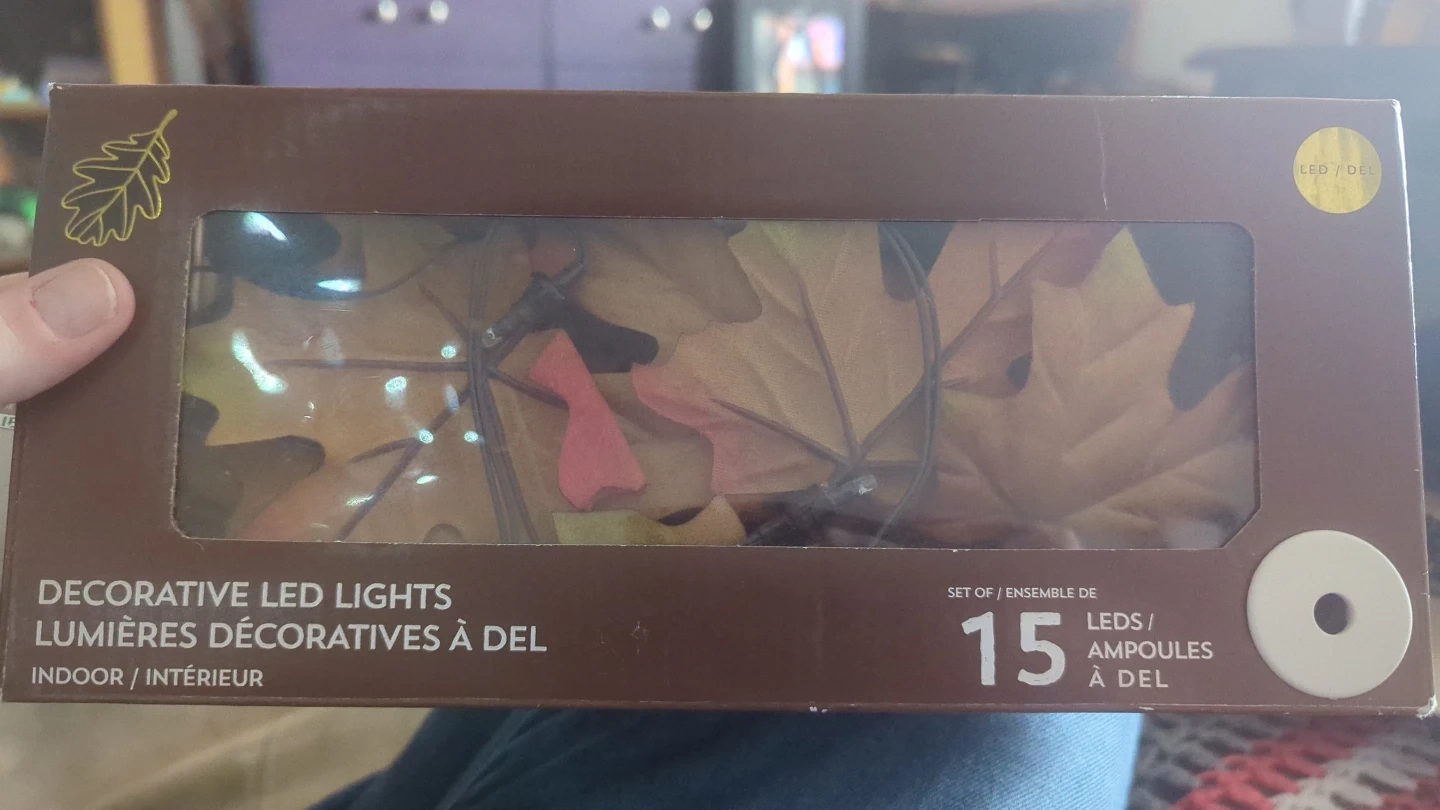 LED / DEL
DECORATIVE LED LIGHTS
LUMIÈRES DÉCORATIVES À DEL
INDOOR / INTÉRIEUR
SET OF / ENSEMBLE DE
15
LEDS /
AMPOULES
À DEL